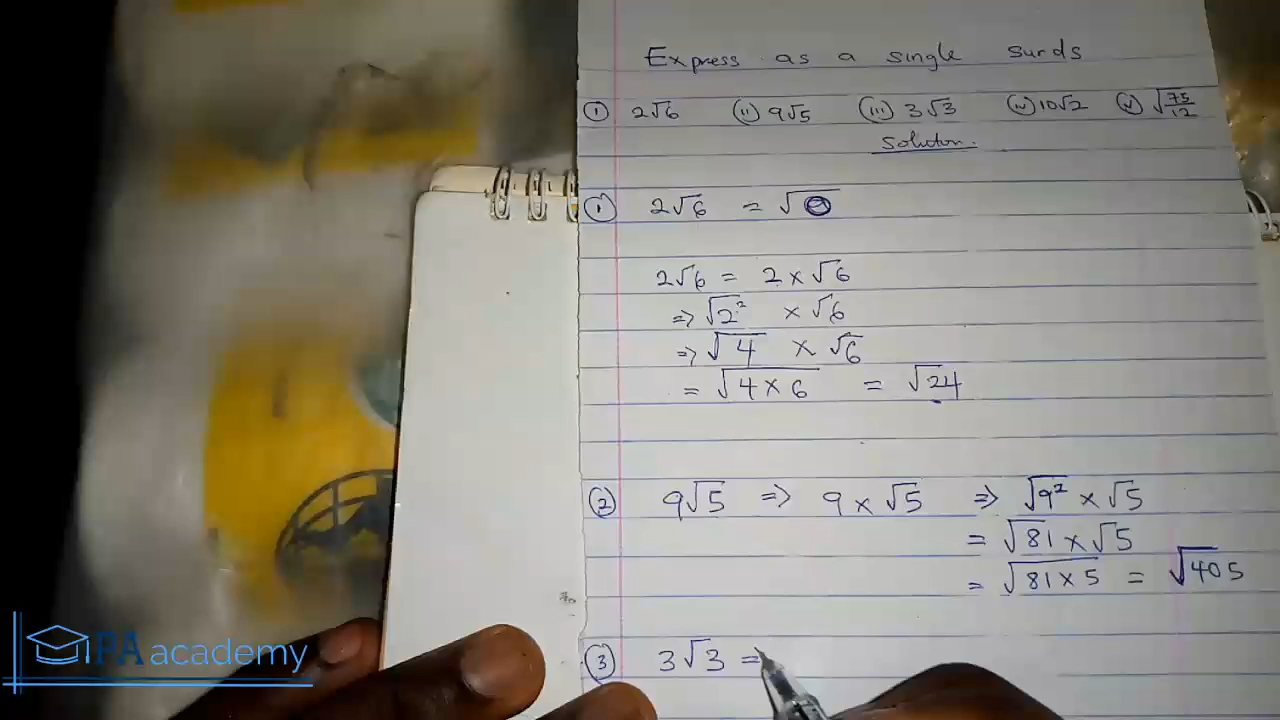 Express as a single surds
(i) 2√6 (ii) 9√5 (iii) 3√3 (iv) 10√2 (v) √75/12
Solution.
(1) 2√6 = √
2√6 = 2 × √6
⇒ √2² × √6
⇒ √4 × √6
= √4 × 6 = √24
(2) 9√5 ⇒ 9 × √5 ⇒ √9² × √5
= √81 × √5
= √81 × 5 = √405
(3) 3√3 ⇒
PA academy